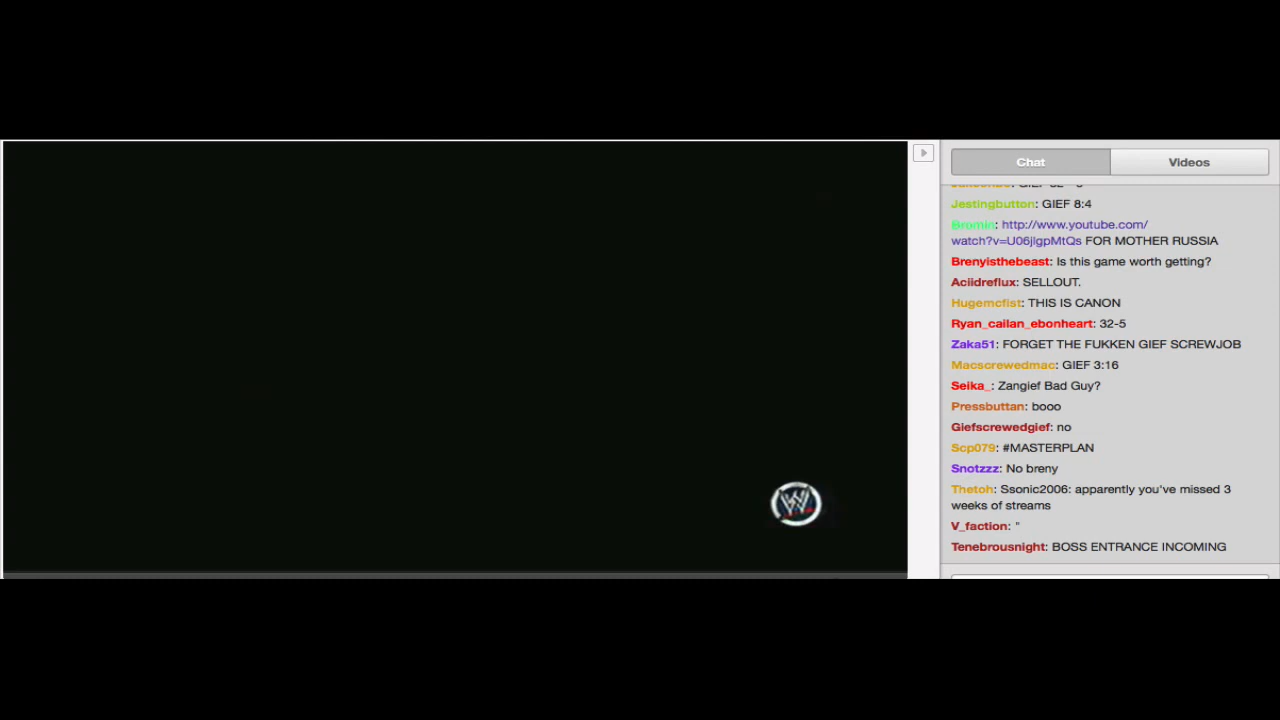 Chat
Videos
Jestingbutton: GIEF 8:4
Bromin: http://www.youtube.com/
watch?v=U06jlgpMtQs FOR MOTHER RUSSIA
Brenyisthebeast: Is this game worth getting?
Aciidreflux: SELLOUT.
Hugemcfist: THIS IS CANON
Ryan_cailan_ebonheart: 32-5
Zaka51: FORGET THE FUKKEN GIEF SCREWJOB
Macscrewedmac: GIEF 3:16
Seika_: Zangief Bad Guy?
Pressbuttan: booo
Giefscrewedgief: no
Scp079: #MASTERPLAN
Snotzzz: No breny
Thetoh: Ssonic2006: apparently you've missed 3
weeks of streams
V_faction: "
Tenebrousnight: BOSS ENTRANCE INCOMING
W